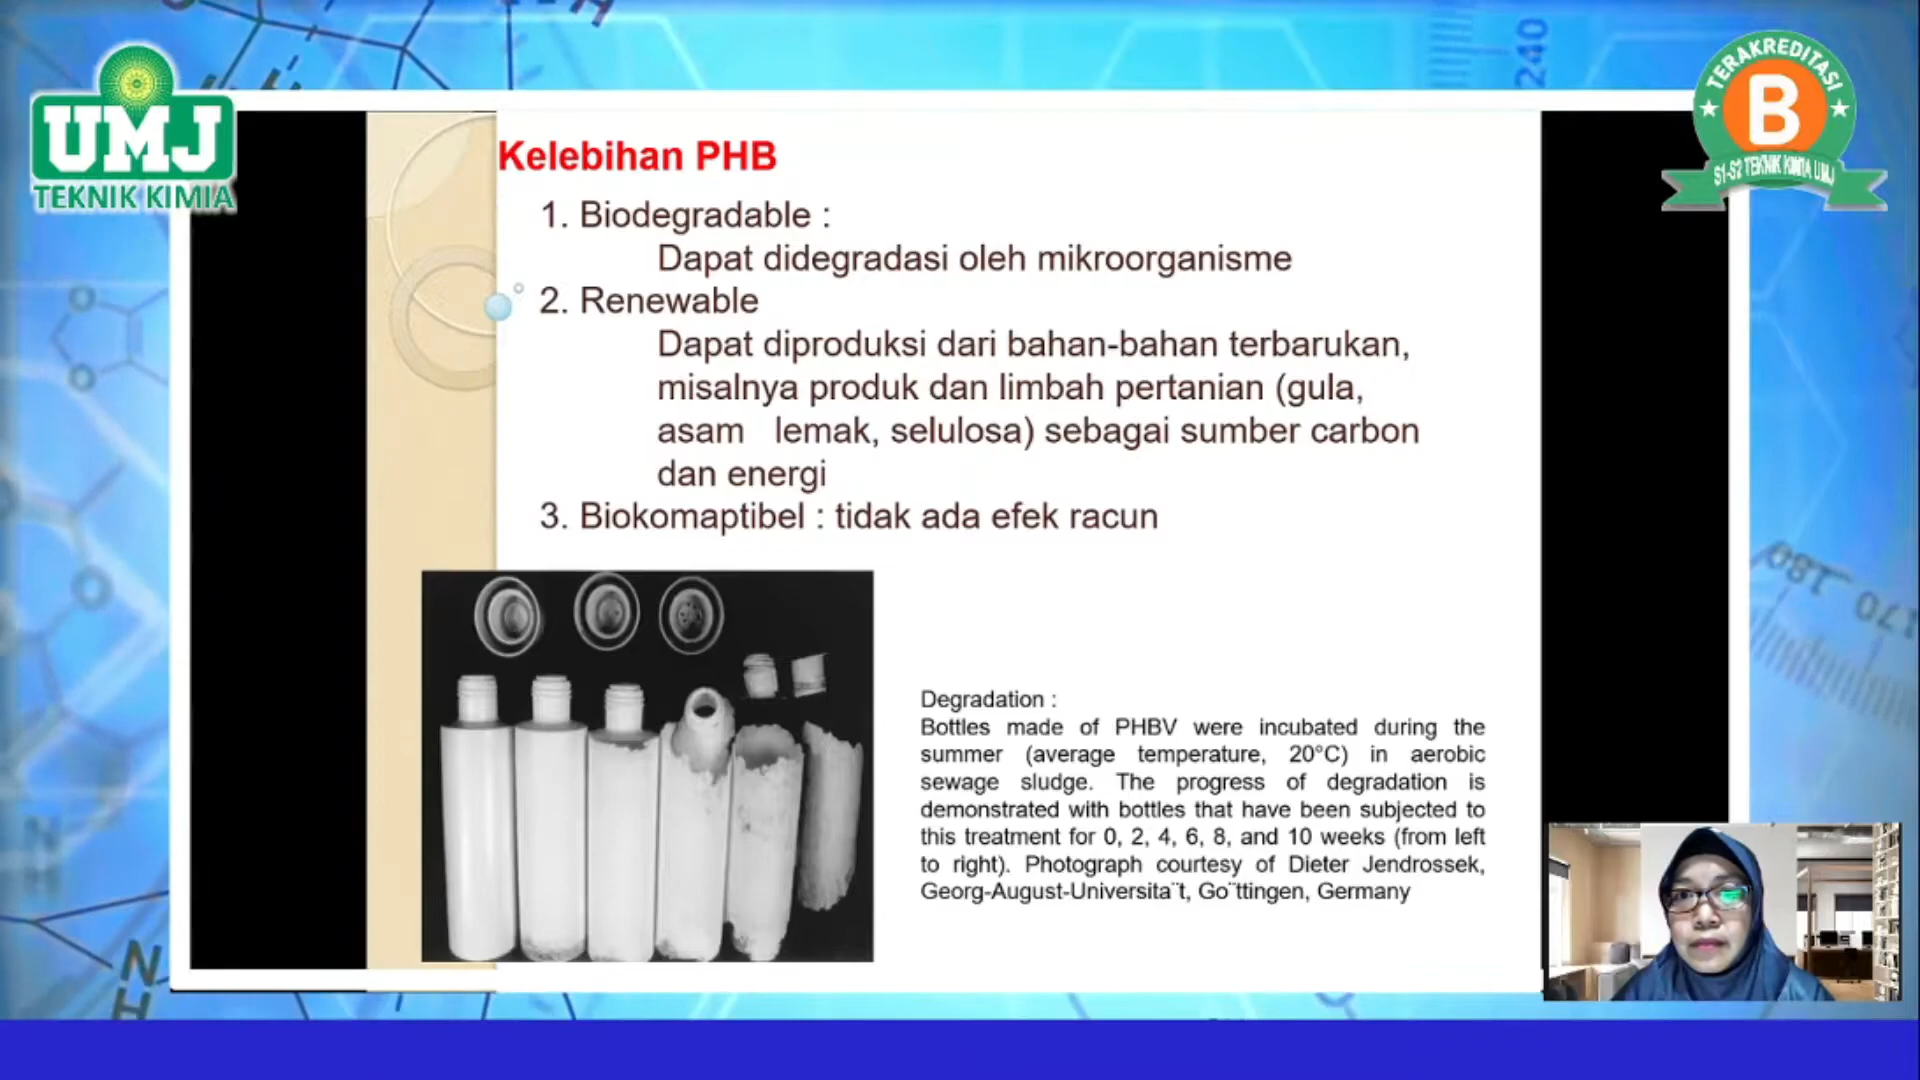 UMJ
TEKNIK KIMIA
TERAKREDITASI
B
S1-S2 TEKNIK KIMIA UMJ
240
Kelebihan PHB
1. Biodegradable :
Dapat didegradasi oleh mikroorganisme
2. Renewable
Dapat diproduksi dari bahan-bahan terbarukan,
misalnya produk dan limbah pertanian (gula,
asam lemak, selulosa) sebagai sumber carbon
dan energi
3. Biokomaptibel : tidak ada efek racun
Degradation :
Bottles made of PHBV were incubated during the
summer (average temperature, 20°C) in aerobic
sewage sludge. The progress of degradation is
demonstrated with bottles that have been subjected to
this treatment for 0, 2, 4, 6, 8, and 10 weeks (from left
to right). Photograph courtesy of Dieter Jendrossek,
Georg-August-Universita¨t, Go¨ttingen, Germany
180
170
N
H